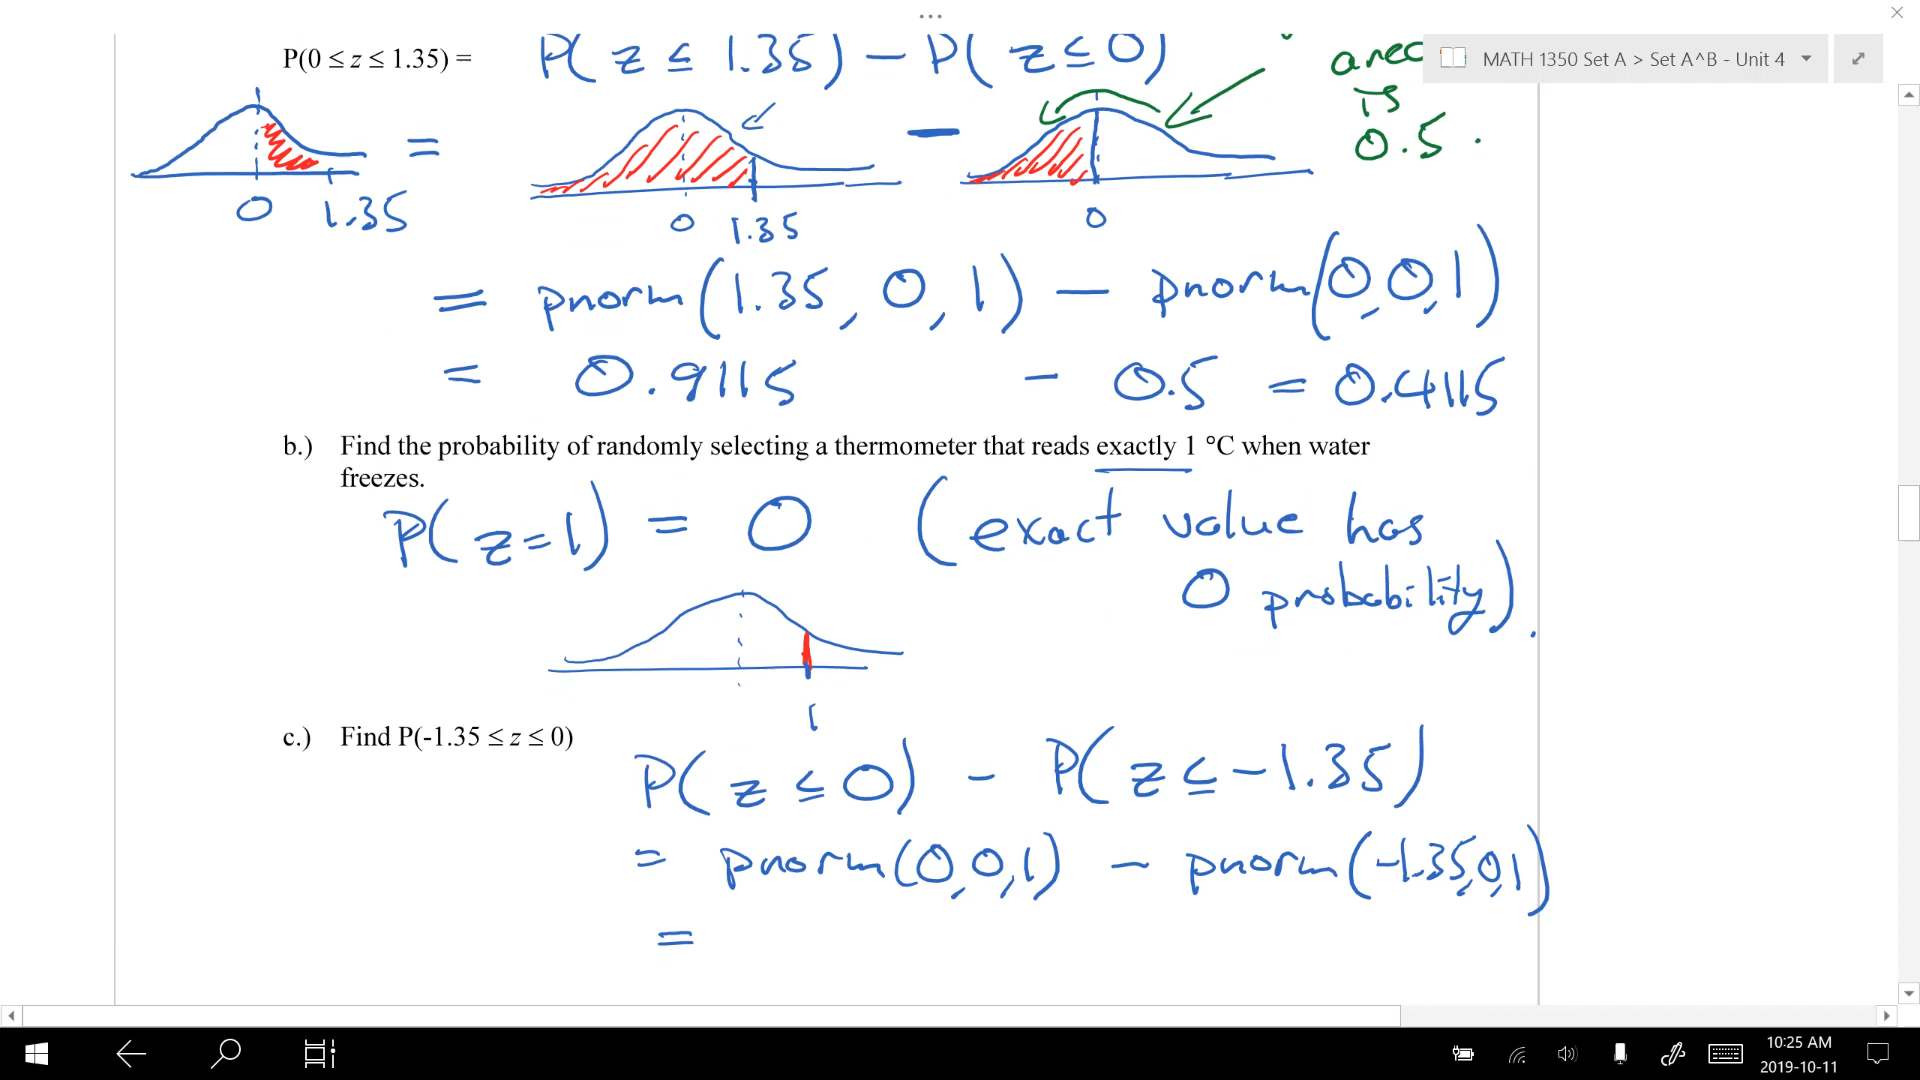 P(0 ≤ z ≤ 1.35) = P( z ≤ 1.35) − P( z ≤ 0)
area
is
0.5 .
MATH 1350 Set A > Set A^B - Unit 4
= −
0 1.35
0 1.35
0
= pnorm(1.35, 0, 1) − pnorm(0,0,1)
= 0.9115 - 0.5 = 0.4115
b.) Find the probability of randomly selecting a thermometer that reads exactly 1 °C when water
freezes.
P( z=1) = 0 (exact value has
0 probability).
1
c.) Find P(-1.35 ≤ z ≤ 0)
P( z ≤ 0) - P( z ≤ -1.35)
= pnorm(0,0,1) - pnorm(-1.35,0,1)
=
10:25 AM
2019-10-11